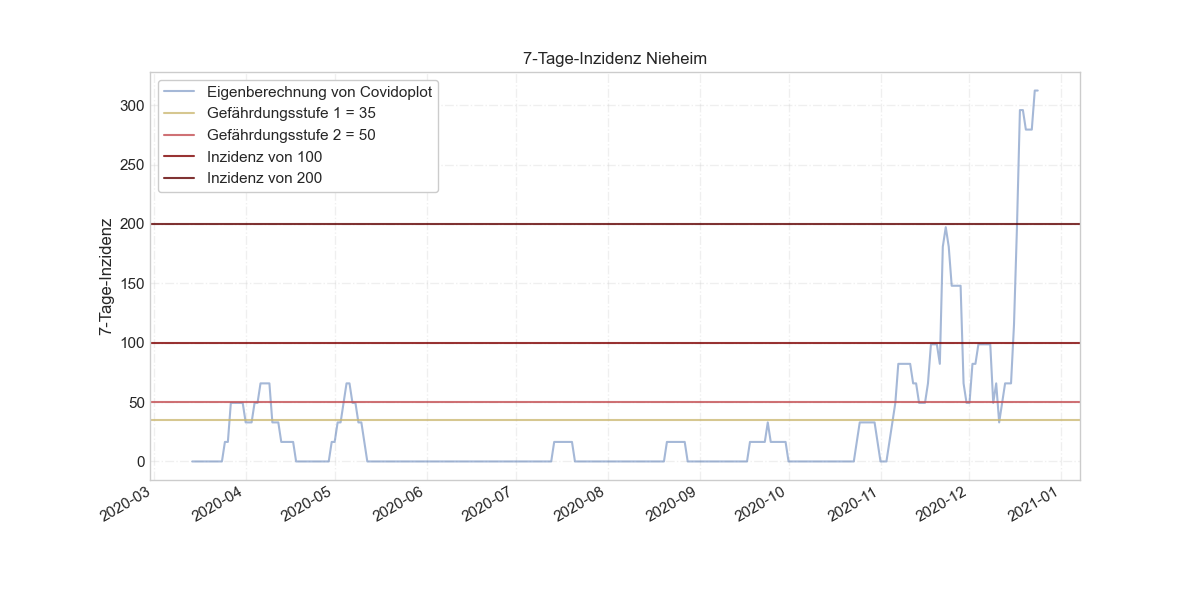 7-Tage-Inzidenz Nieheim
Eigenberechnung von Covidoplot
Gefährdungsstufe 1 = 35
Gefährdungsstufe 2 = 50
Inzidenz von 100
Inzidenz von 200
7-Tage-Inzidenz
300
250
200
150
100
50
0
2020-03
2020-04
2020-05
2020-06
2020-07
2020-08
2020-09
2020-10
2020-11
2020-12
2021-01